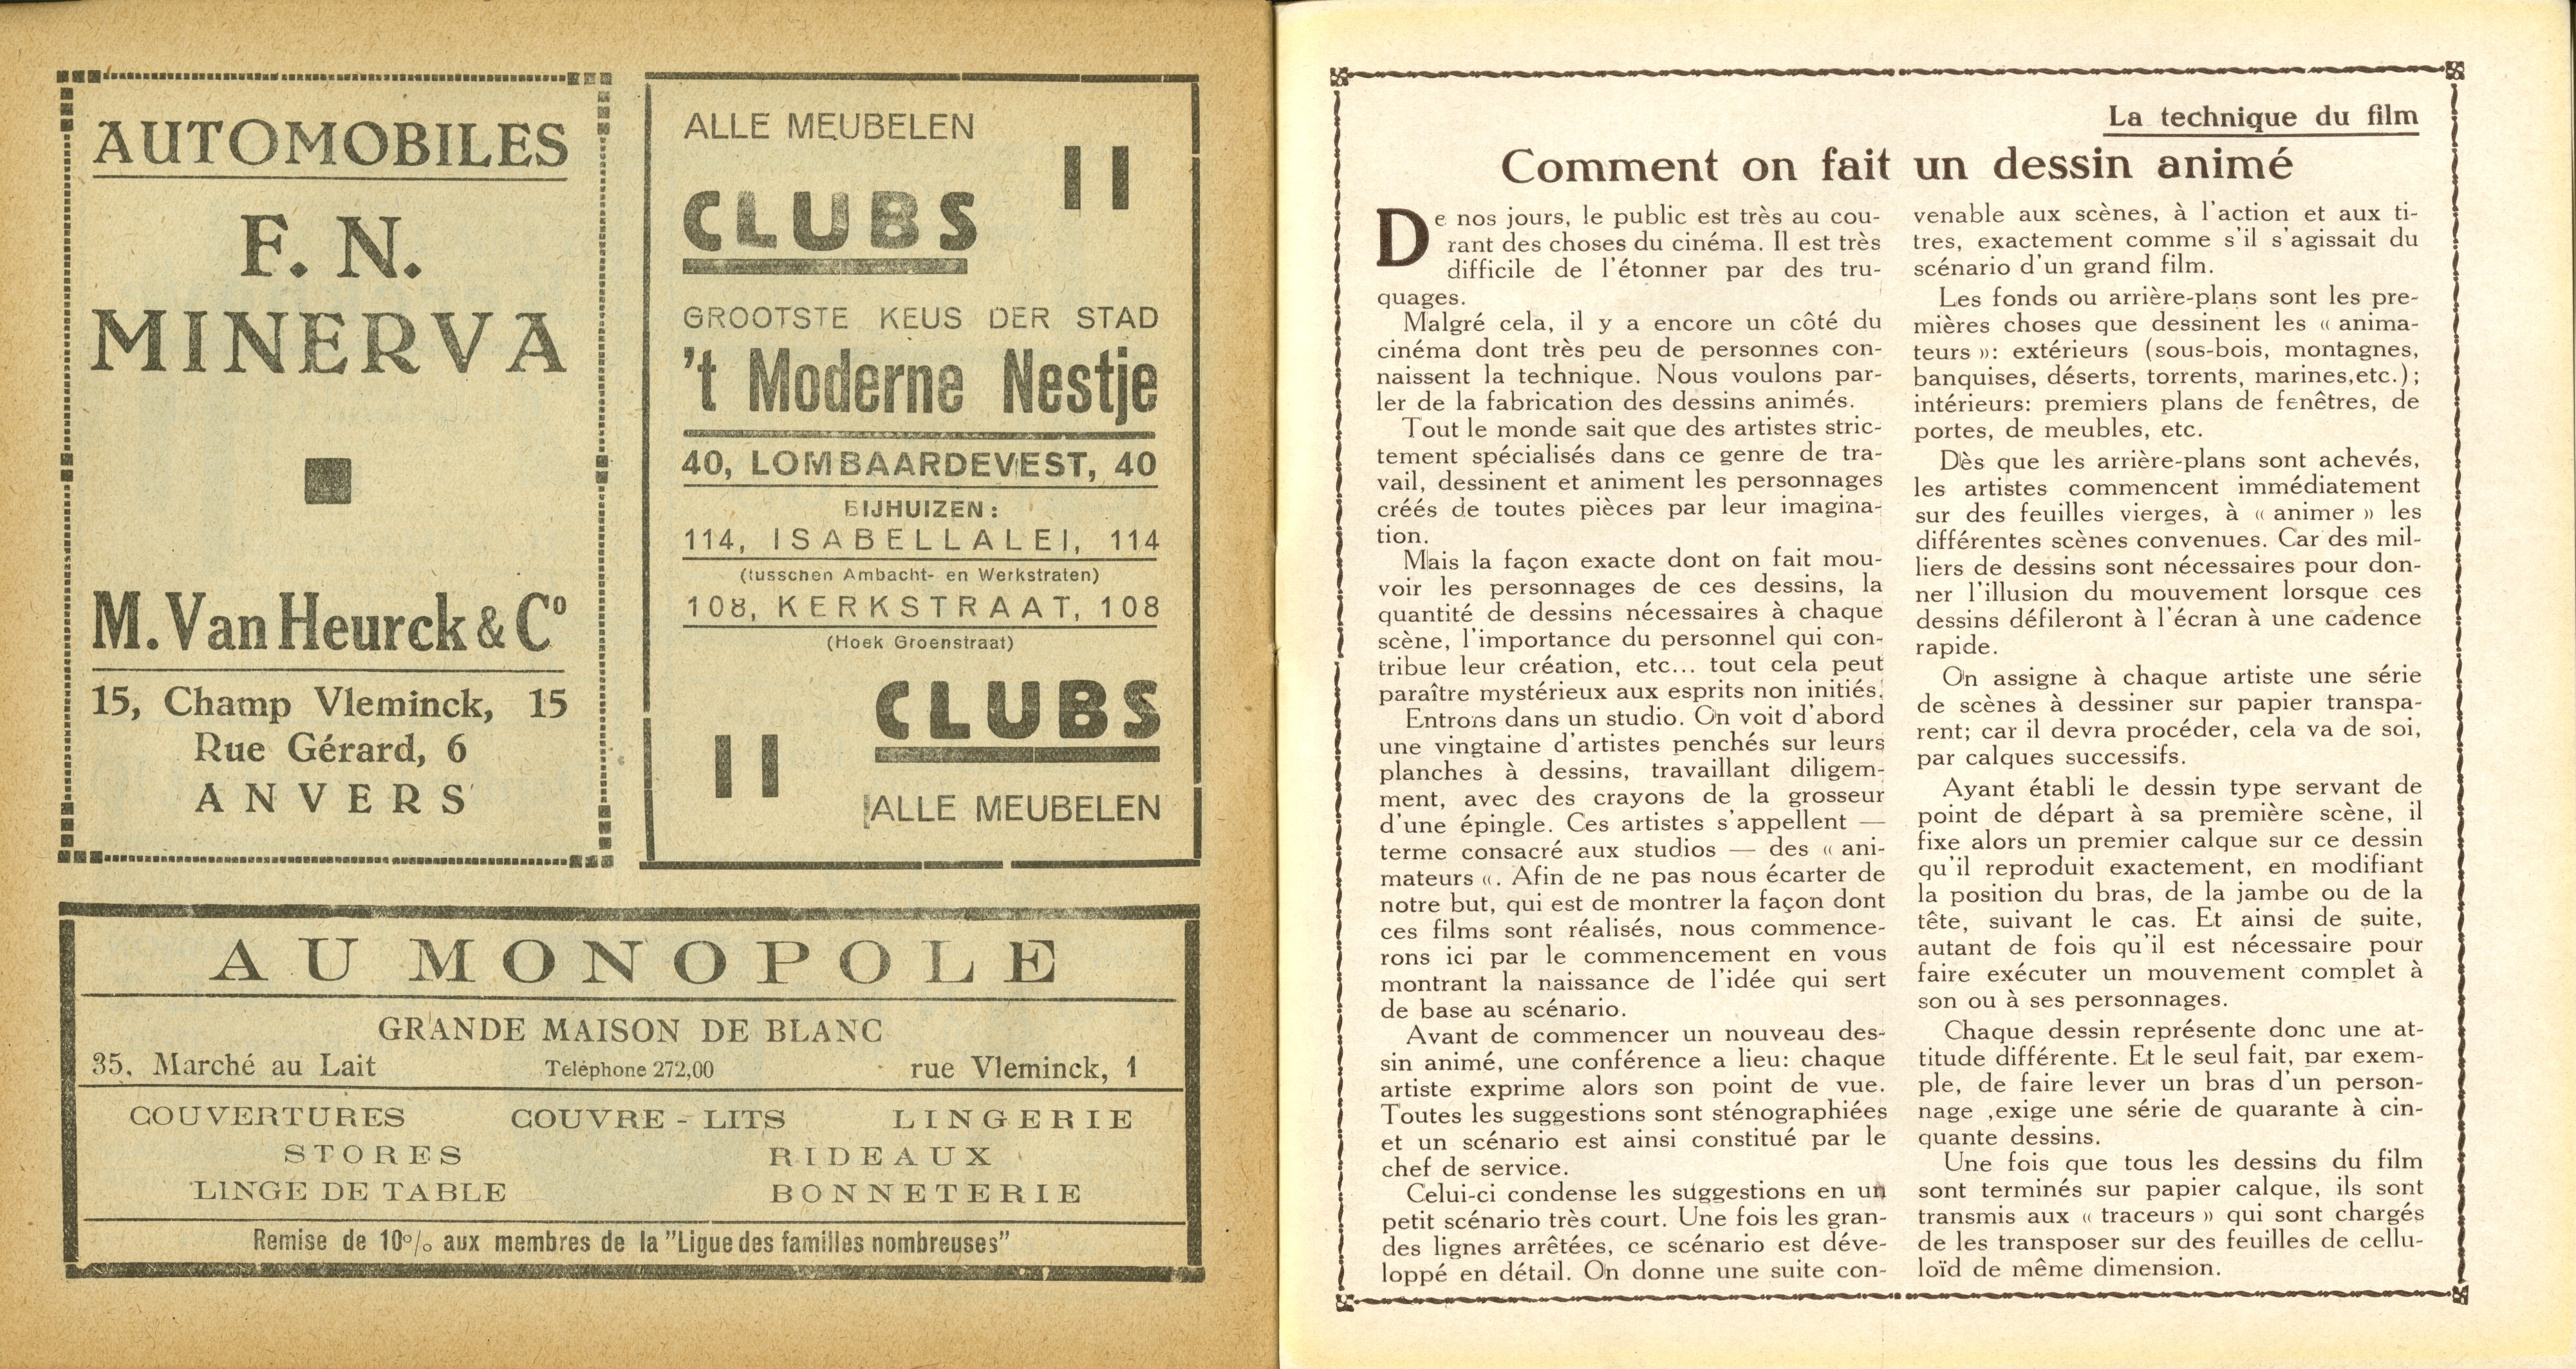 AUTOMOBILES
F. N.
MINERVA
M. Van Heurck & Cº
15, Champ Vleminck, 15
Rue Gérard, 6
ANVERS
ALLE MEUBELEN
CLUBS
GROOTSTE KEUS DER STAD
't Moderne Nestje
40, LOMBAARDEVEST, 40
BIJHUIZEN :
114, ISABELLALEI, 114
(tusschen Ambacht- en Werkstraten)
108, KERKSTRAAT, 108
(Hoek Groenstraat)
CLUBS
ALLE MEUBELEN
AU MONOPOLE
GRANDE MAISON DE BLANC
35, Marché au Lait Teléphone 272,00 rue Vleminck, 1
COUVERTURES COUVRE - LITS LINGERIE
STORES RIDEAUX
LINGE DE TABLE BONNETERIE
Remise de 10% aux membres de la "Ligue des familles nombreuses"
La technique du film
Comment on fait un dessin animé
De nos jours, le public est très au cou-
rant des choses du cinéma. Il est très
difficile de l'étonner par des tru-
quages.
Malgré cela, il y a encore un côté du
cinéma dont très peu de personnes con-
naissent la technique. Nous voulons par-
ler de la fabrication des dessins animés.
Tout le monde sait que des artistes stric-
tement spécialisés dans ce genre de tra-
vail, dessinent et animent les personnages
créés de toutes pièces par leur imagina-
tion.
Mais la façon exacte dont on fait mou-
voir les personnages de ces dessins, la
quantité de dessins nécessaires à chaque
scène, l'importance du personnel qui con-
tribue leur création, etc... tout cela peut
paraître mystérieux aux esprits non initiés.
Entrons dans un studio. On voit d'abord
une vingtaine d'artistes penchés sur leurs
planches à dessins, travaillant diligem-
ment, avec des crayons de la grosseur
d'une épingle. Ces artistes s'appellent —
terme consacré aux studios — des « ani-
mateurs «. Afin de ne pas nous écarter de
notre but, qui est de montrer la façon dont
ces films sont réalisés, nous commence-
rons ici par le commencement en vous
montrant la naissance de l'idée qui sert
de base au scénario.
Avant de commencer un nouveau des-
sin animé, une conférence a lieu: chaque
artiste exprime alors son point de vue.
Toutes les suggestions sont sténographiées
et un scénario est ainsi constitué par le
chef de service.
Celui-ci condense les suggestions en un
petit scénario très court. Une fois les gran-
des lignes arrêtées, ce scénario est déve-
loppé en détail. On donne une suite con-
venable aux scènes, à l'action et aux ti-
tres, exactement comme s'il s'agissait du
scénario d'un grand film.
Les fonds ou arrière-plans sont les pre-
mières choses que dessinent les « anima-
teurs »: extérieurs (sous-bois, montagnes,
banquises, déserts, torrents, marines,etc.);
intérieurs: premiers plans de fenêtres, de
portes, de meubles, etc.
Dès que les arrière-plans sont achevés,
les artistes commencent immédiatement
sur des feuilles vierges, à « animer » les
différentes scènes convenues. Car des mil-
liers de dessins sont nécessaires pour don-
ner l'illusion du mouvement lorsque ces
dessins défileront à l'écran à une cadence
rapide.
On assigne à chaque artiste une série
de scènes à dessiner sur papier transpa-
rent; car il devra procéder, cela va de soi,
par calques successifs.
Ayant établi le dessin type servant de
point de départ à sa première scène, il
fixe alors un premier calque sur ce dessin
qu'il reproduit exactement, en modifiant
la position du bras, de la jambe ou de la
tête, suivant le cas. Et ainsi de suite,
autant de fois qu'il est nécessaire pour
faire exécuter un mouvement complet à
son ou à ses personnages.
Chaque dessin représente donc une at-
titude différente. Et le seul fait, par exem-
ple, de faire lever un bras d'un person-
nage ,exige une série de quarante à cin-
quante dessins.
Une fois que tous les dessins du film
sont terminés sur papier calque, ils sont
transmis aux « traceurs » qui sont chargés
de les transposer sur des feuilles de cellu-
loïd de même dimension.